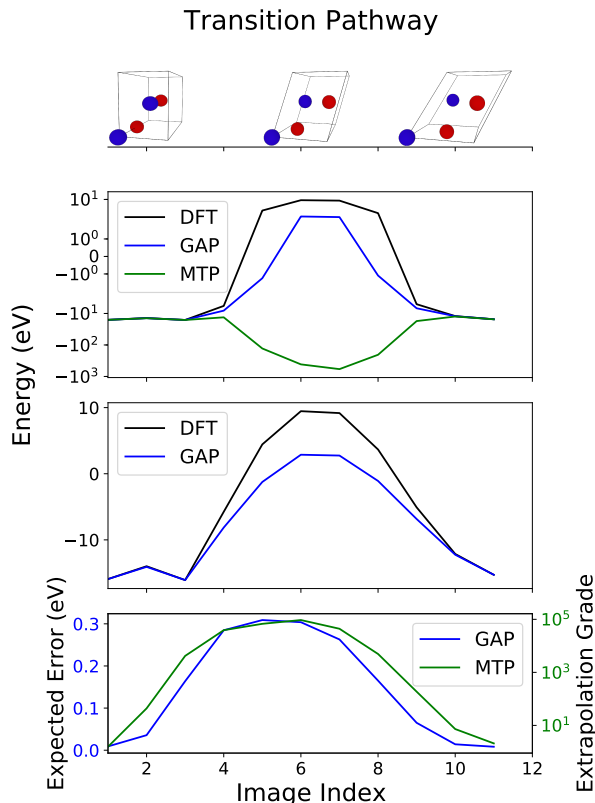 Transition Pathway
10¹
10⁰
0
−10⁰
−10¹
−10²
−10³
DFT
GAP
MTP
Energy (eV)
10
0
−10
DFT
GAP
0.3
0.2
0.1
0.0
Expected Error (eV)
GAP
MTP
10⁵
10³
10¹
Extrapolation Grade
2
4
6
8
10
12
Image Index